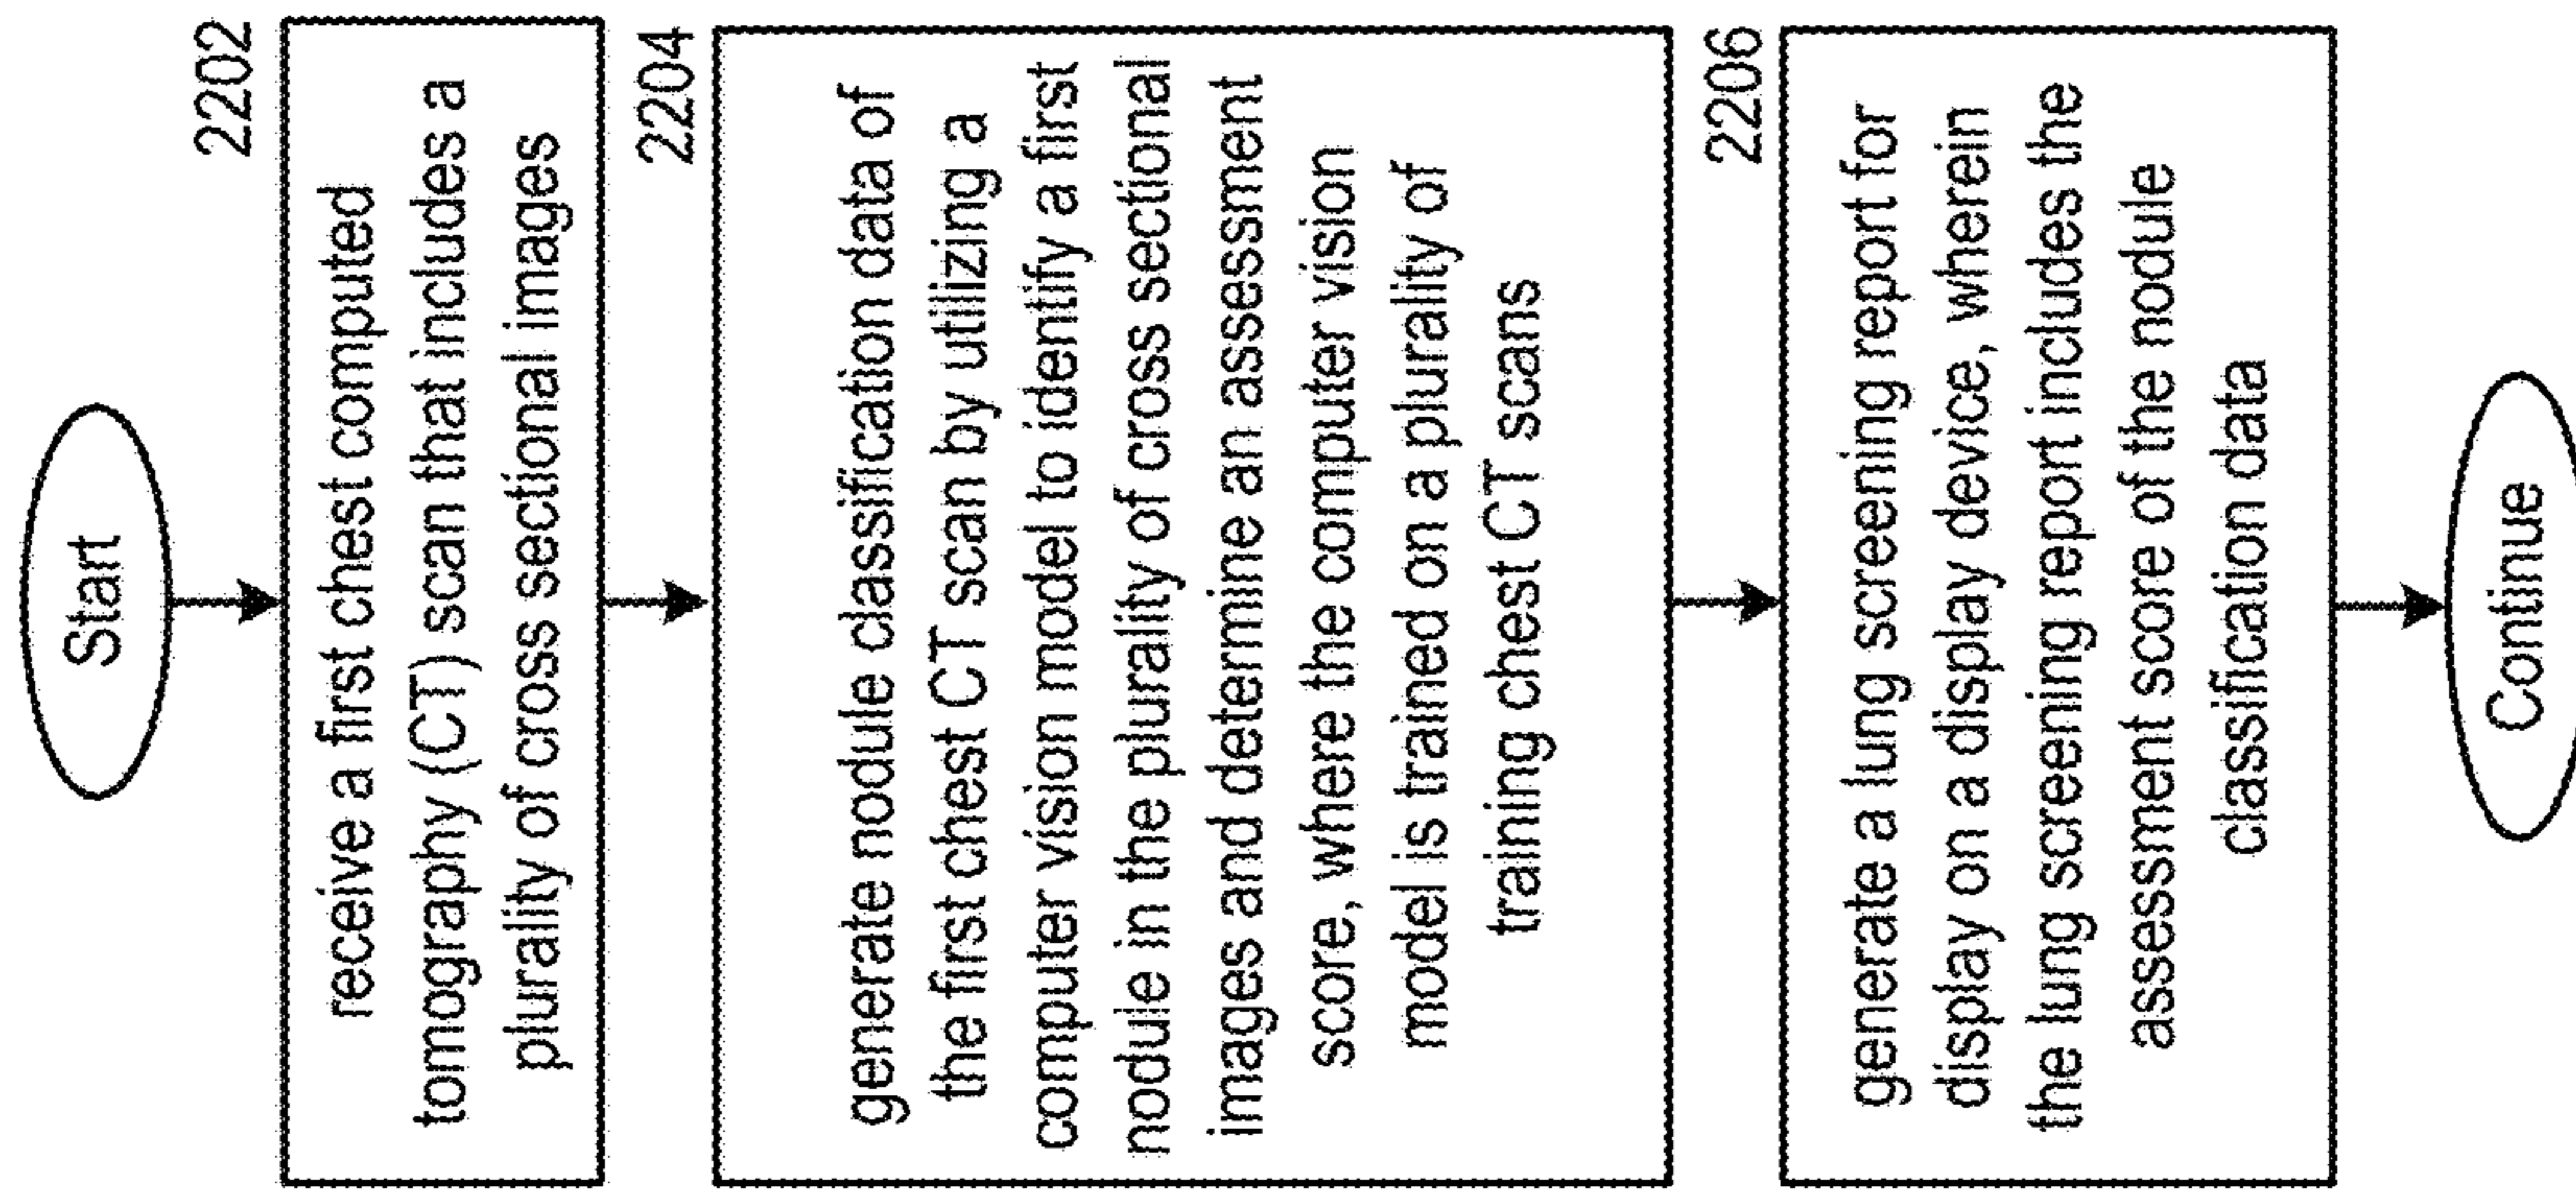 Start
2202
receive a first chest computed
tomography (CT) scan that includes a
plurality of cross sectional images
2204
generate nodule classification data of
the first chest CT scan by utilizing a
computer vision model to identify a first
nodule in the plurality of cross sectional
images and determine an assessment
score, where the computer vision
model is trained on a plurality of
training chest CT scans
2206
generate a lung screening report for
display on a display device, wherein
the lung screening report includes the
assessment score of the nodule
classification data
Continue